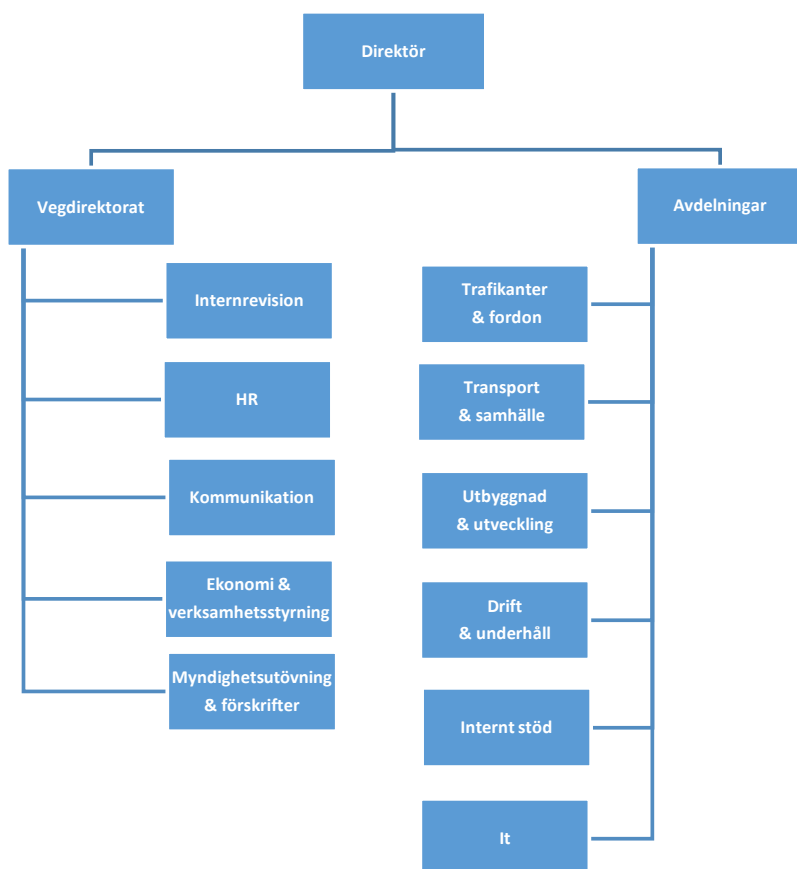 Direktör
Vegdirektorat
Avdelningar
Internrevision
HR
Kommunikation
Ekonomi &
verksamhetsstyrning
Myndighetsutövning
& förskrifter
Trafikanter
& fordon
Transport
& samhälle
Utbyggnad
& utveckling
Drift
& underhåll
Internt stöd
It